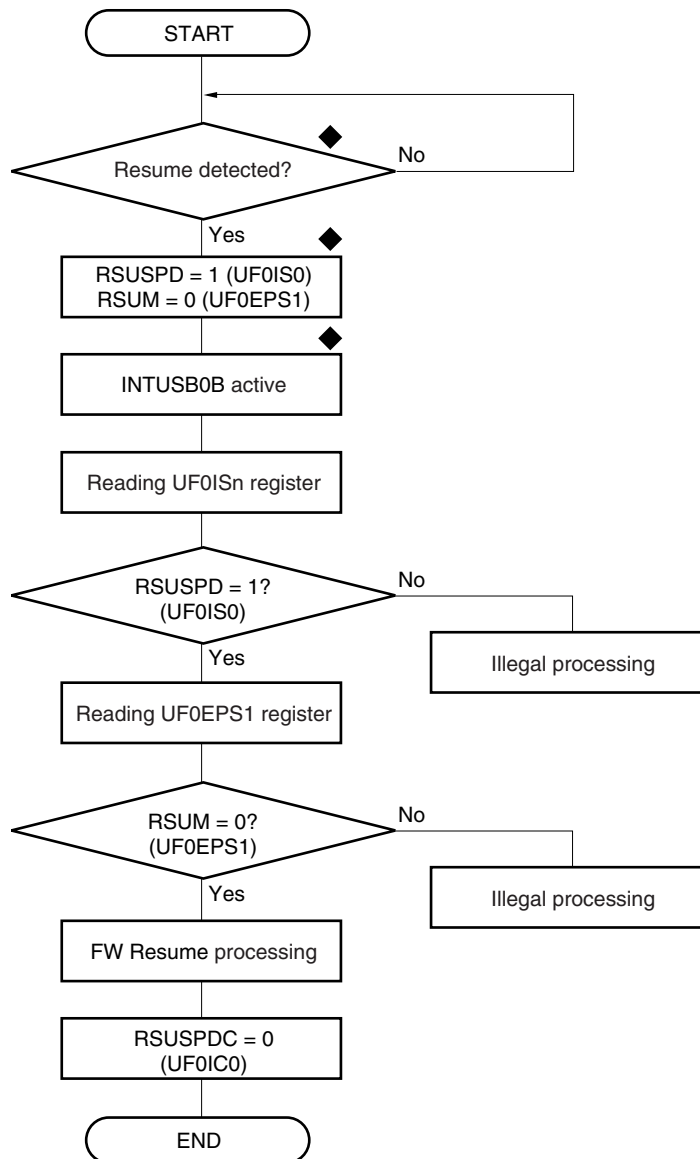 START
Resume detected?
No
Yes
RSUSPD = 1 (UF0IS0)
RSUM = 0 (UF0EPS1)
INTUSB0B active
Reading UF0ISn register
RSUSPD = 1?
(UF0IS0)
No
Illegal processing
Yes
Reading UF0EPS1 register
RSUM = 0?
(UF0EPS1)
No
Illegal processing
Yes
FW Resume processing
RSUSPDC = 0
(UF0IC0)
END